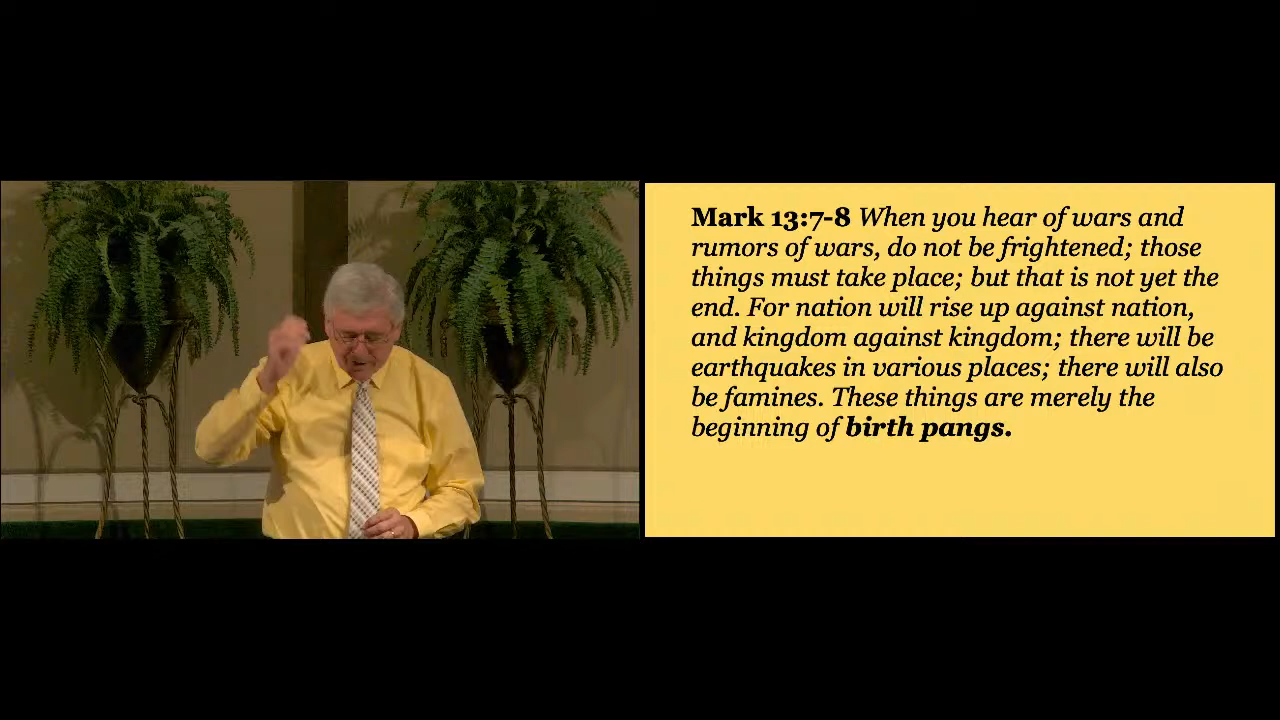 Mark 13:7-8 When you hear of wars and
rumors of wars, do not be frightened; those
things must take place; but that is not yet the
end. For nation will rise up against nation,
and kingdom against kingdom; there will be
earthquakes in various places; there will also
be famines. These things are merely the
beginning of birth pangs.